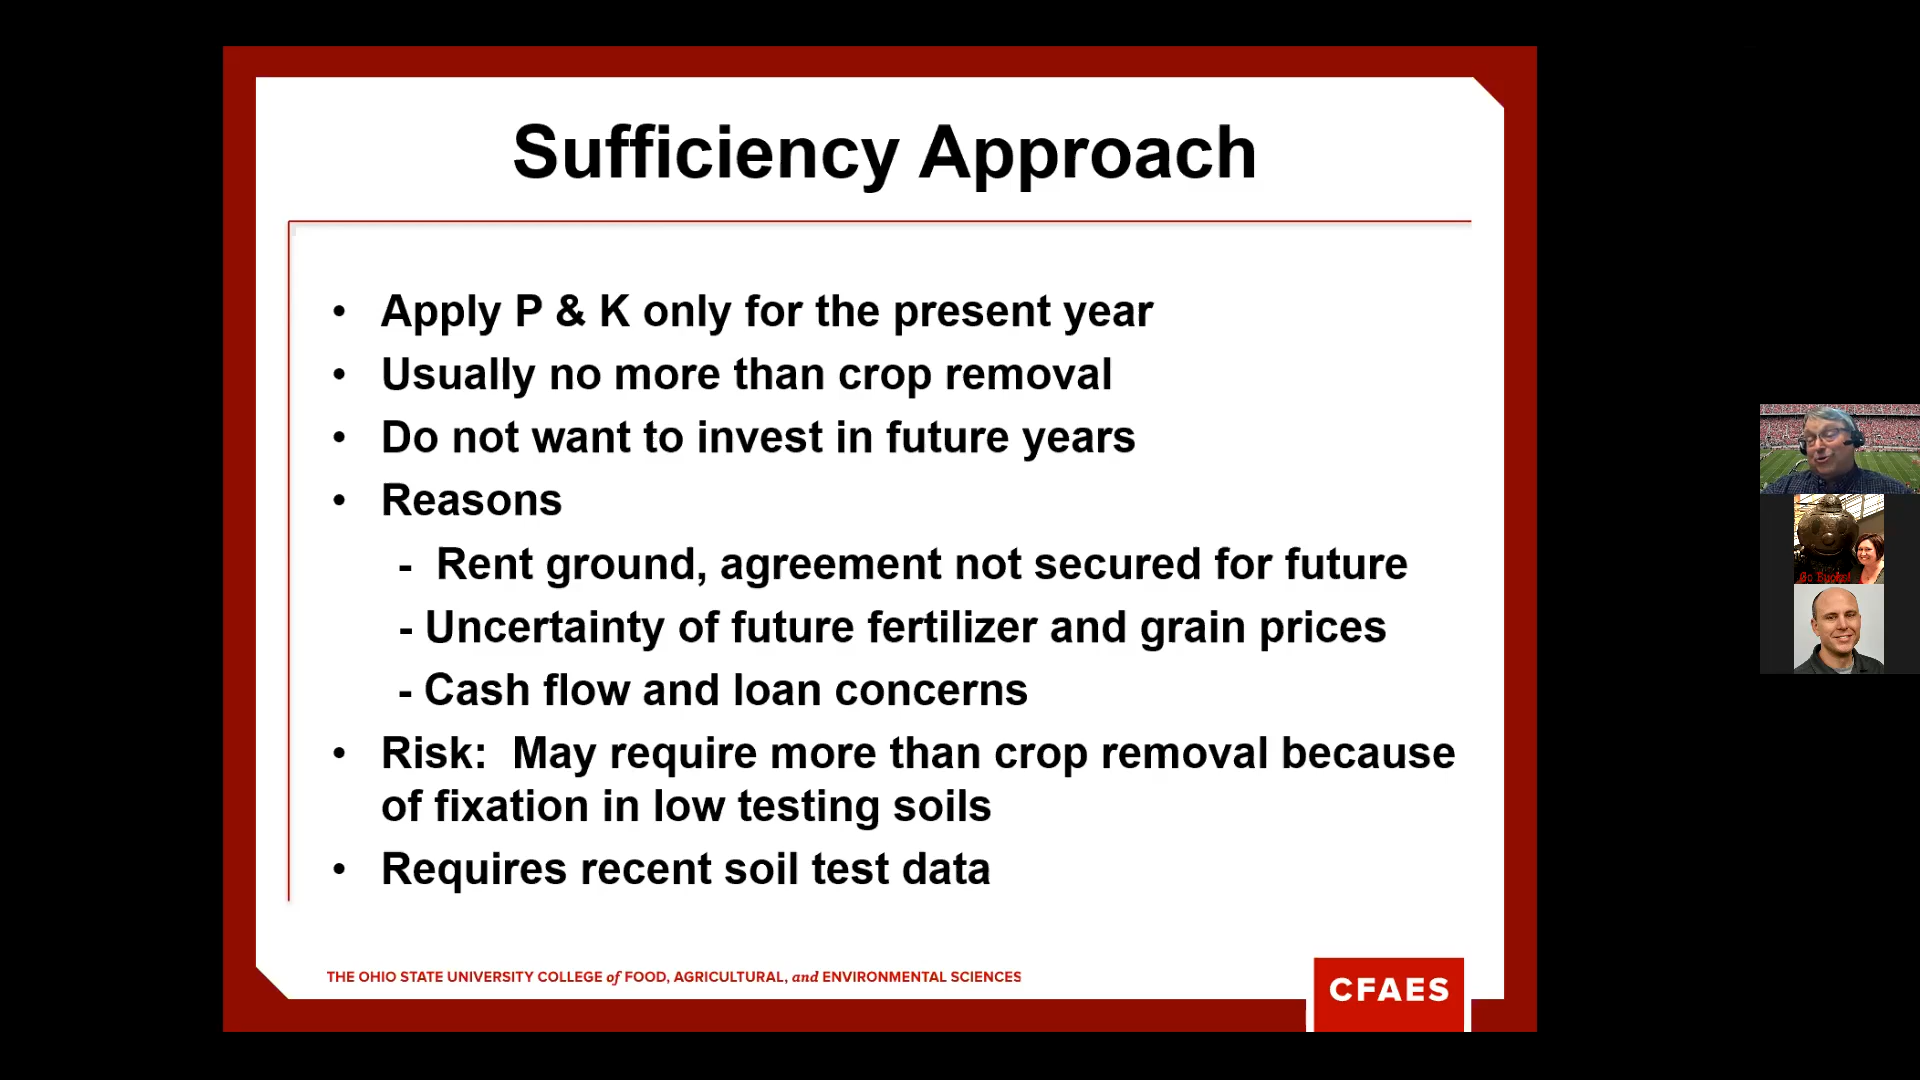 Sufficiency Approach
• Apply P & K only for the present year
• Usually no more than crop removal
• Do not want to invest in future years
• Reasons
- Rent ground, agreement not secured for future
- Uncertainty of future fertilizer and grain prices
- Cash flow and loan concerns
• Risk: May require more than crop removal because
of fixation in low testing soils
• Requires recent soil test data
THE OHIO STATE UNIVERSITY COLLEGE of FOOD, AGRICULTURAL, and ENVIRONMENTAL SCIENCES
CFAES
Go Bucks!